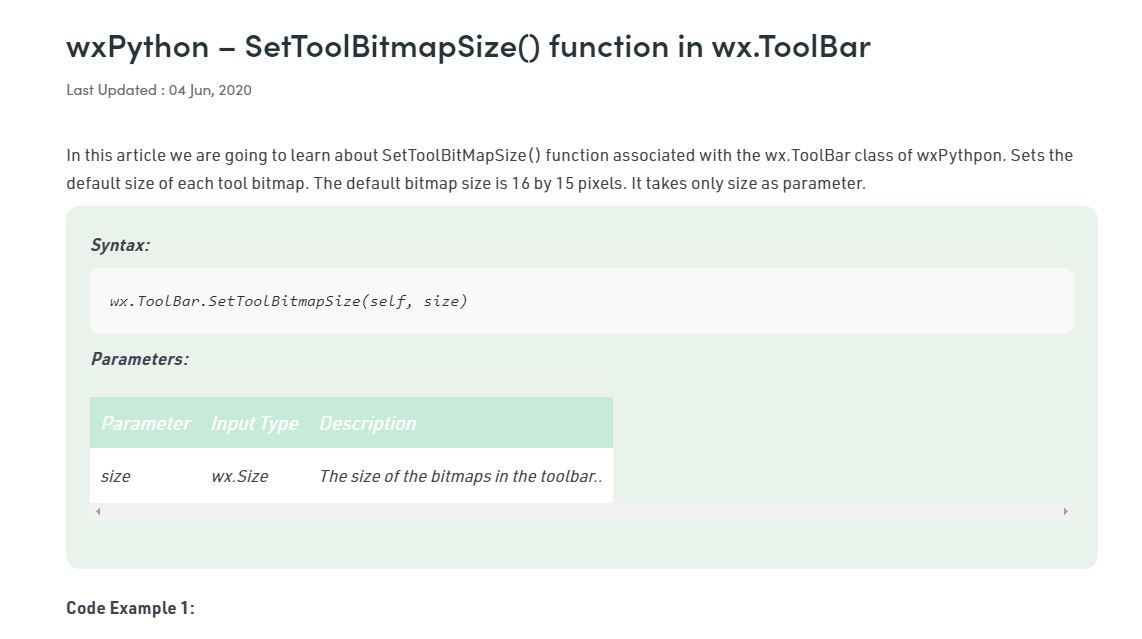 wxPython – SetToolBitmapSize() function in wx.ToolBar
Last Updated : 04 Jun, 2020
In this article we are going to learn about SetToolBitMapSize() function associated with the wx.ToolBar class of wxPythpon. Sets the
default size of each tool bitmap. The default bitmap size is 16 by 15 pixels. It takes only size as parameter.
Syntax:
wx.ToolBar.SetToolBitmapSize(self, size)
Parameters:
Parameter Input Type Description
size wx.Size The size of the bitmaps in the toolbar..
Code Example 1: